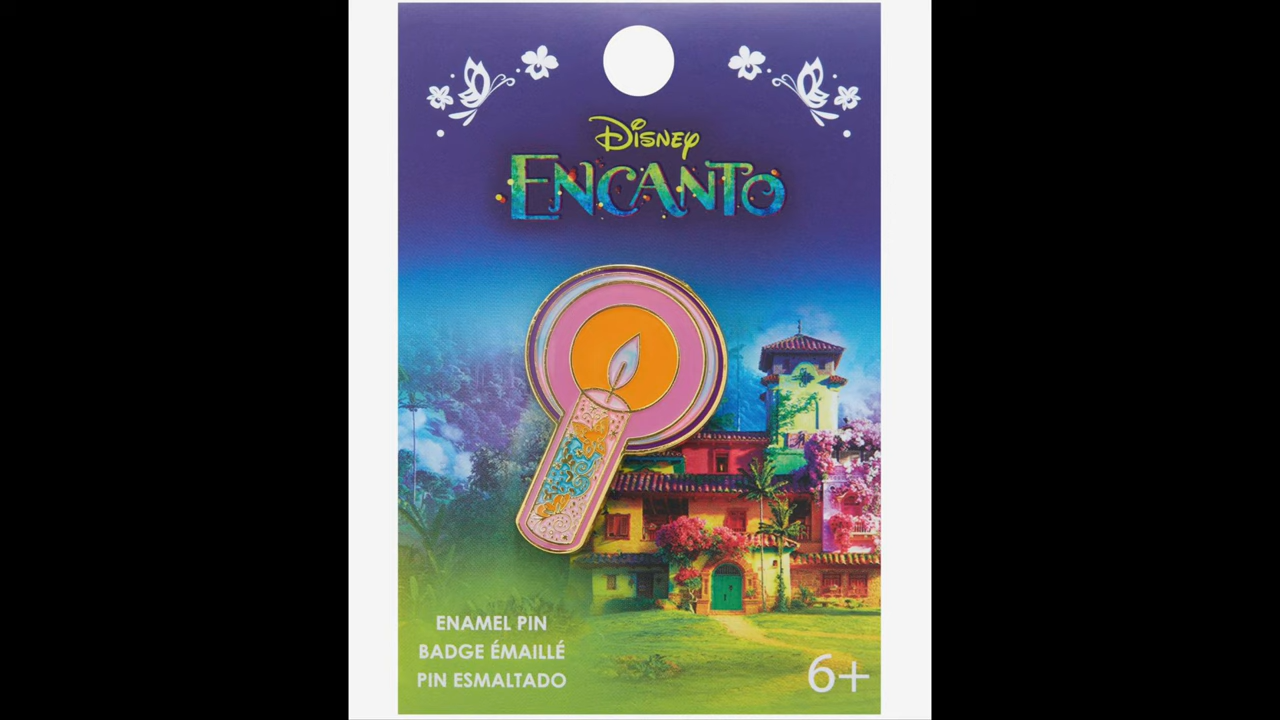 Disney
ENCANTO
ENAMEL PIN
BADGE ÉMAILLÉ
PIN ESMALTADO
6+